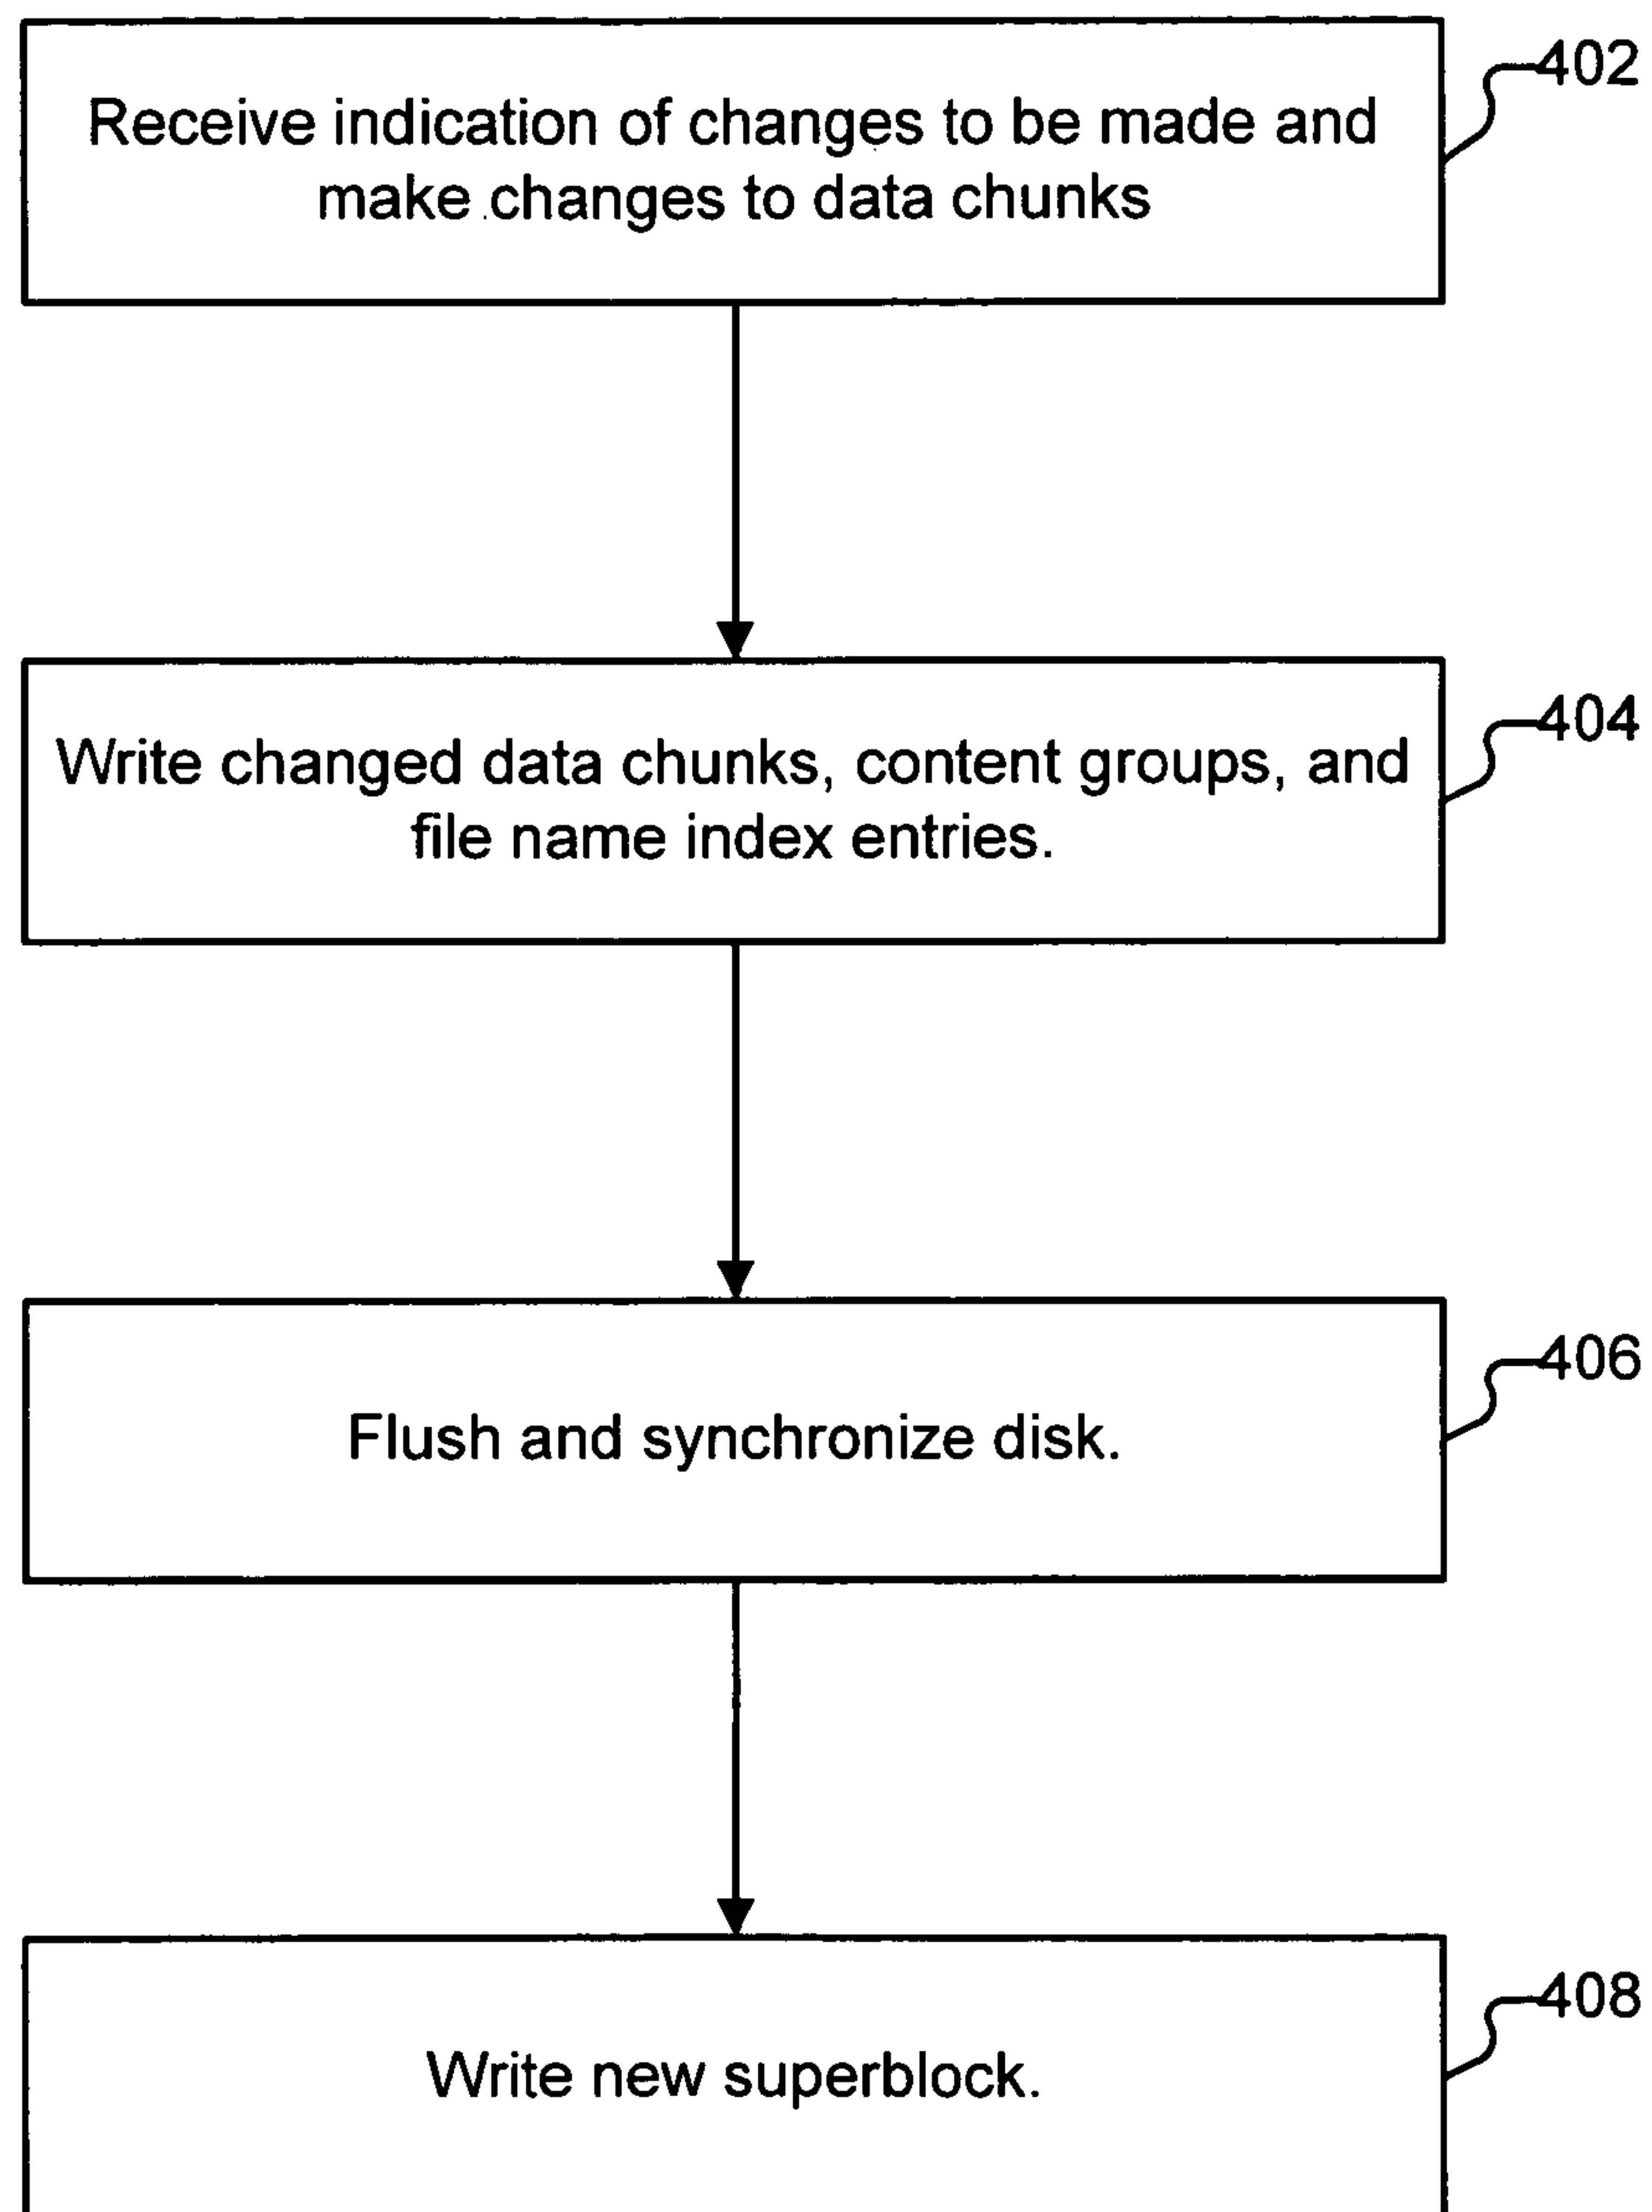 402
Receive indication of changes to be made and
make changes to data chunks
404
Write changed data chunks, content groups, and
file name index entries.
406
Flush and synchronize disk.
408
Write new superblock.